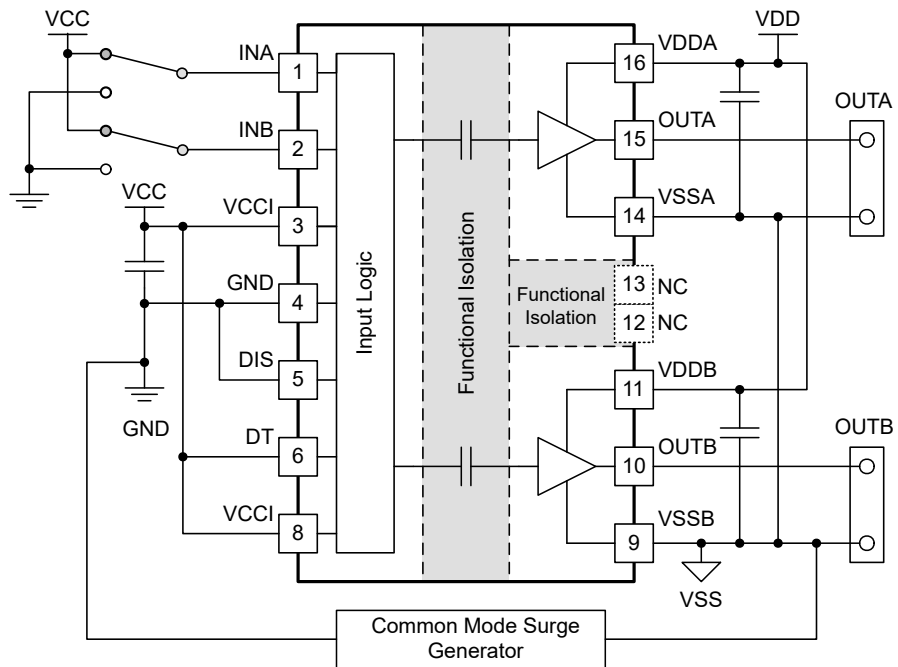 VCC
INA
1
INB
2
VCC
VCCI
3
GND
4
DIS
5
GND
DT
6
VCCI
8
Input Logic
Functional Isolation
Functional
Isolation
VDD
VDDA
16
OUTA
15
VSSA
14
13
NC
12
NC
VDDB
11
OUTB
10
VSSB
9
VSS
OUTA
OUTB
Common Mode Surge
Generator